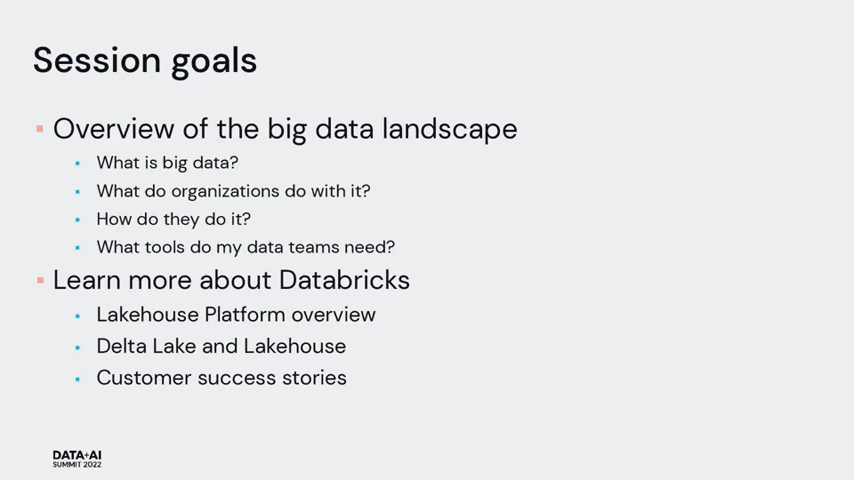 Session goals
Overview of the big data landscape
What is big data?
What do organizations do with it?
How do they do it?
What tools do my data teams need?
Learn more about Databricks
Lakehouse Platform overview
Delta Lake and Lakehouse
Customer success stories
DATA+AI
SUMMIT 2022